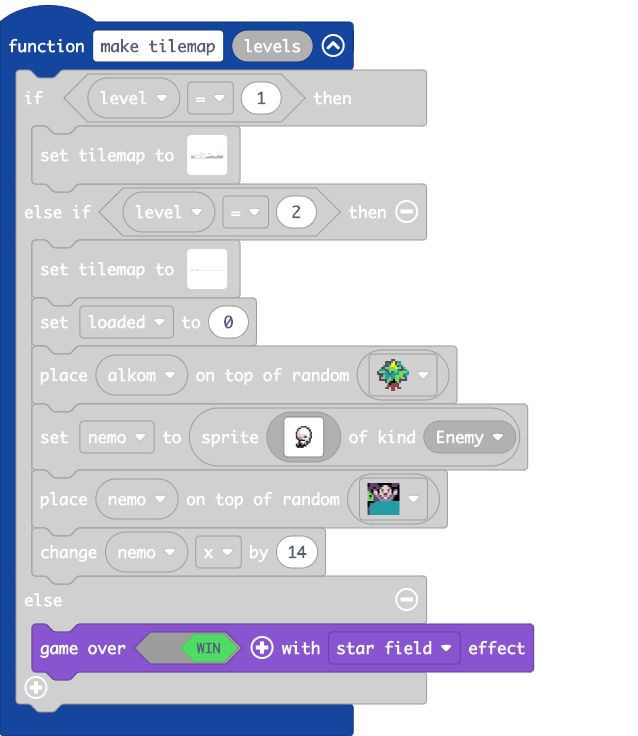 function make tilemap levels
if level = 1 then
set tilemap to
else if level = 2 then
set tilemap to
set loaded to 0
place alkom on top of random
set nemo to sprite of kind Enemy
place nemo on top of random
change nemo x by 14
else
game over WIN with star field effect